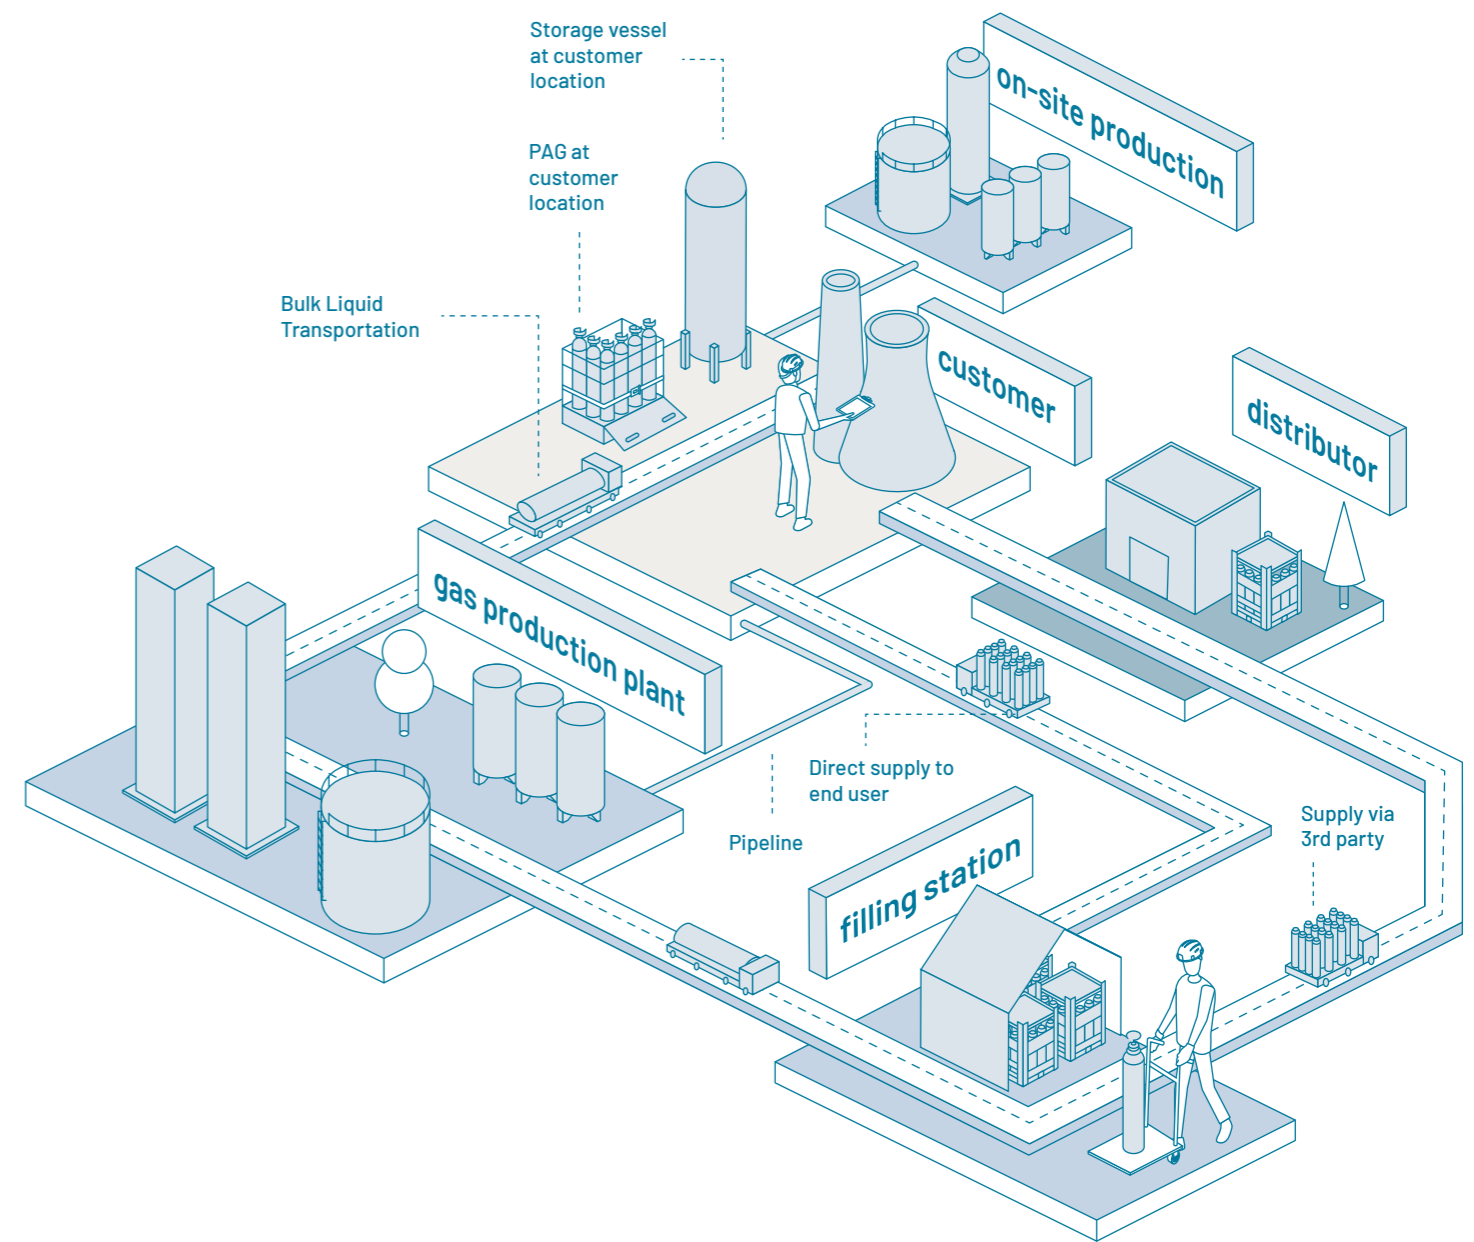 Storage vessel
at customer
location
on-site production
PAG at
customer
location
Bulk Liquid
Transportation
customer
distributor
gas production plant
Direct supply to
end user
Pipeline
Supply via
3rd party
filling station